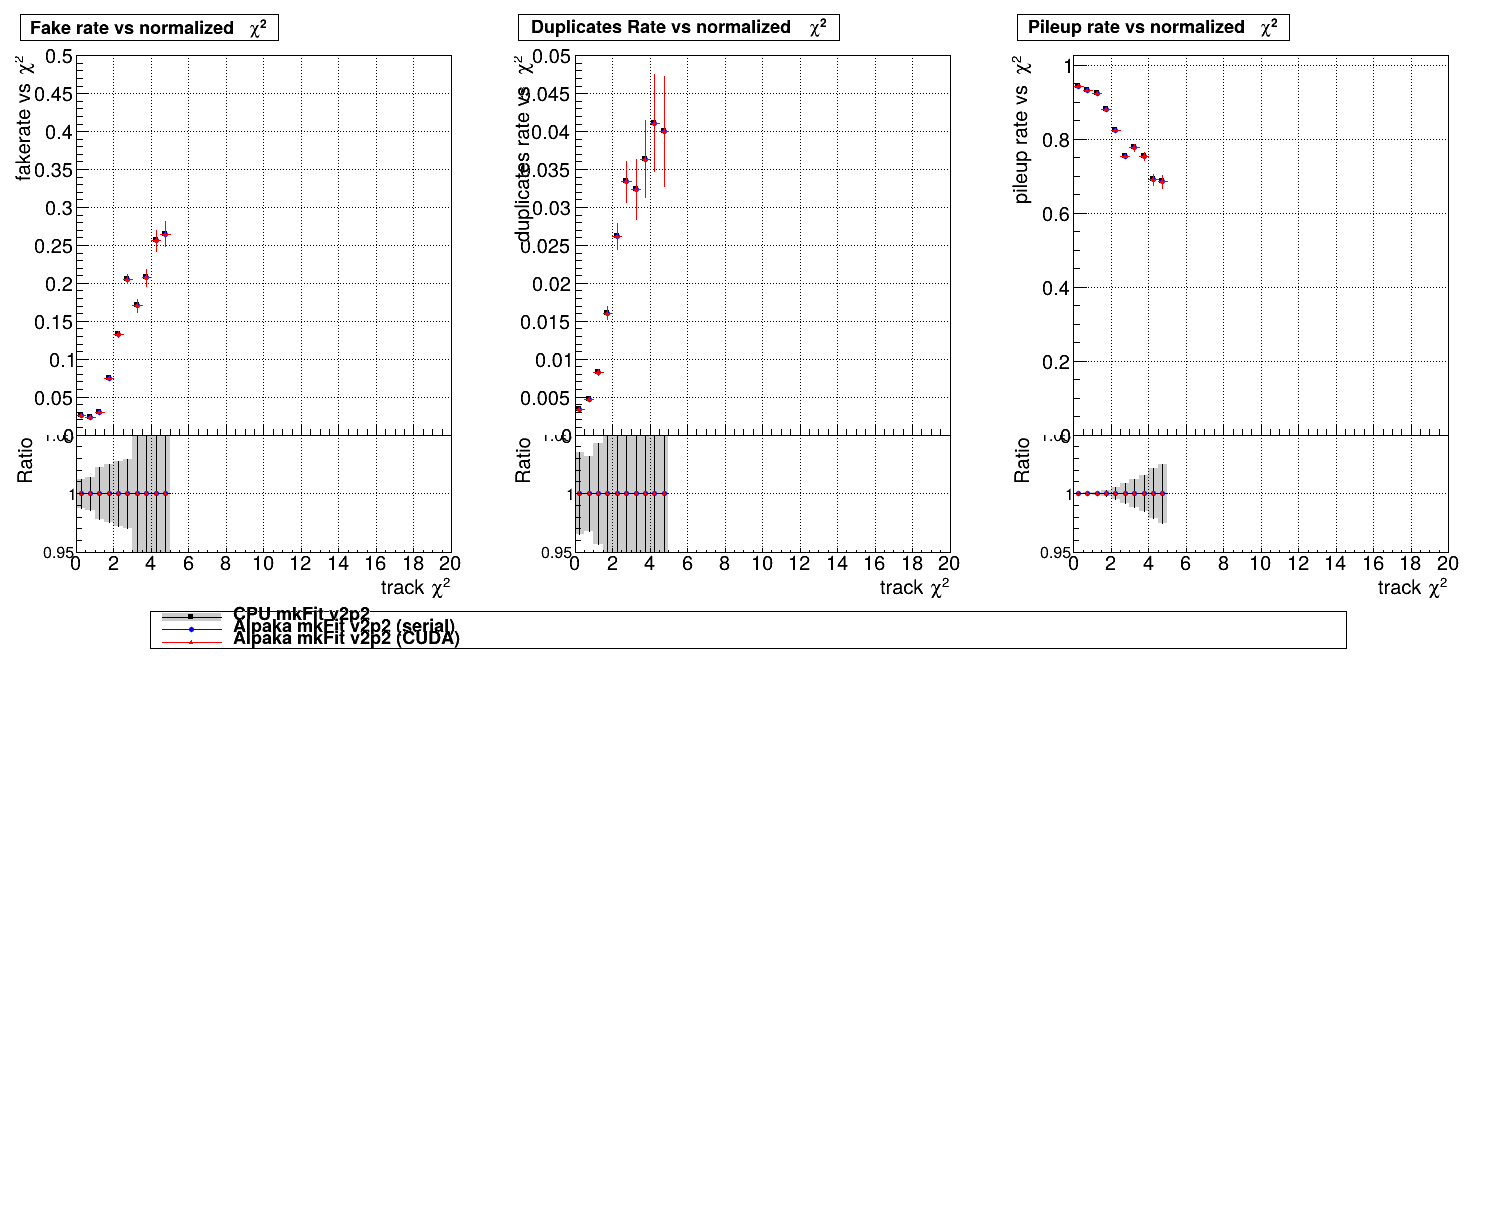 Fake rate vs normalized χ²
fakerate vs χ²
0.5
0.45
0.4
0.35
0.3
0.25
0.2
0.15
0.1
0.05
0
Ratio
1
0.95
0 2 4 6 8 10 12 14 16 18 20
track χ²
Duplicates Rate vs normalized χ²
duplicates rate vs χ²
0.05
0.045
0.04
0.035
0.03
0.025
0.02
0.015
0.01
0.005
0
Ratio
1
0.95
0 2 4 6 8 10 12 14 16 18 20
track χ²
Pileup rate vs normalized χ²
pileup rate vs χ²
1
0.8
0.6
0.4
0.2
0
Ratio
1
0.95
0 2 4 6 8 10 12 14 16 18 20
track χ²
CPU mkFit v2p2
Alpaka mkFit v2p2 (serial)
Alpaka mkFit v2p2 (CUDA)